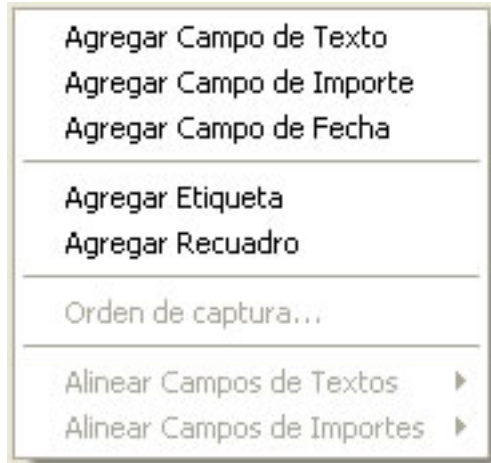 Agregar Campo de Texto
Agregar Campo de Importe
Agregar Campo de Fecha
Agregar Etiqueta
Agregar Recuadro
Orden de captura...
Alinear Campos de Textos
Alinear Campos de Importes